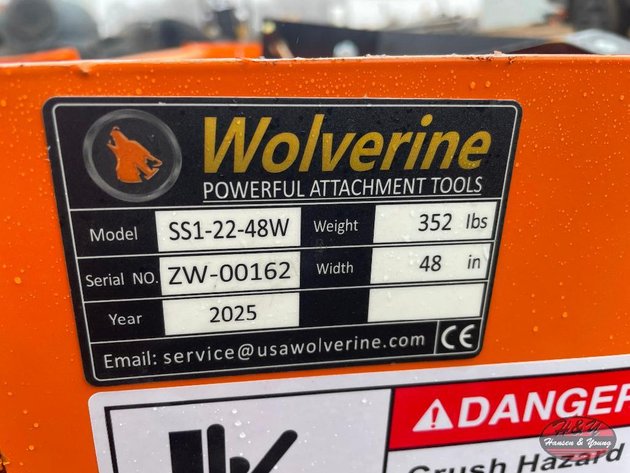 Wolverine
POWERFUL ATTACHMENT TOOLS
Model SS1-22-48W Weight 352 lbs
Serial NO. ZW-00162 Width 48 in
Year 2025
Email: service@usawolverine.com CE
DANGER
Crush Hazard
H&Y
Hansen & Young